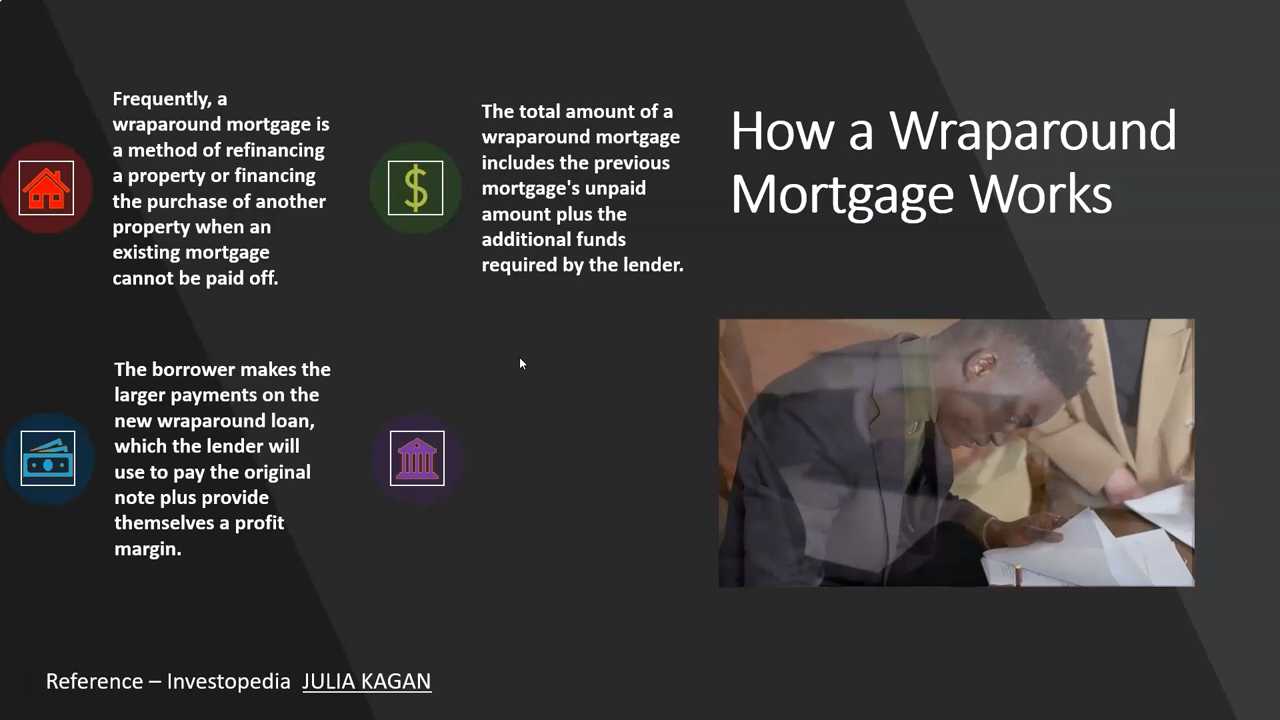 How a Wraparound
Mortgage Works
Frequently, a
wraparound mortgage is
a method of refinancing
a property or financing
the purchase of another
property when an
existing mortgage
cannot be paid off.
The total amount of a
wraparound mortgage
includes the previous
mortgage's unpaid
amount plus the
additional funds
required by the lender.
The borrower makes the
larger payments on the
new wraparound loan,
which the lender will
use to pay the original
note plus provide
themselves a profit
margin.
Reference – Investopedia JULIA KAGAN